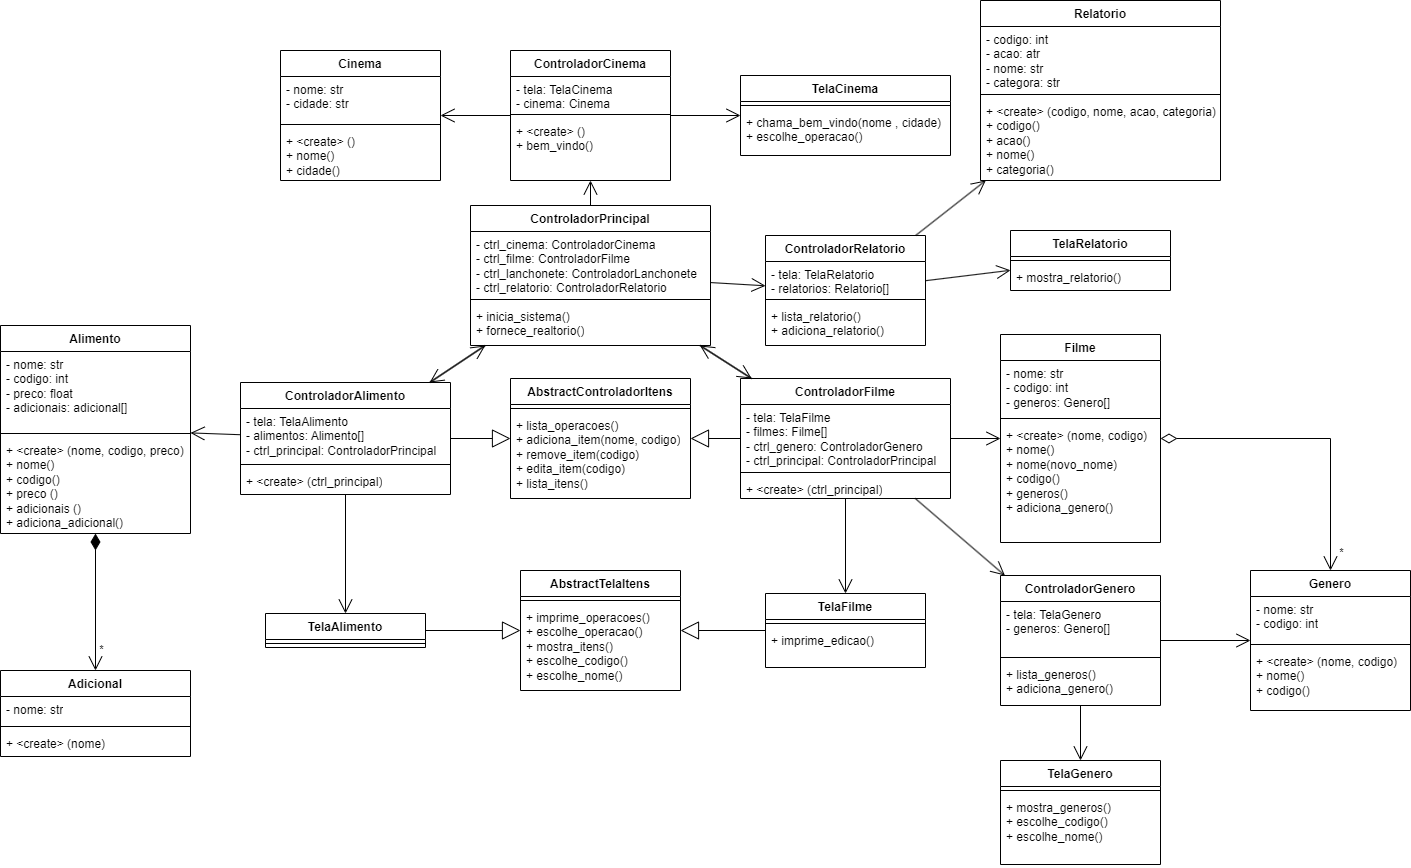 Relatorio
- codigo: int
- acao: atr
- nome: str
- categora: str
+ <create> (codigo, nome, acao, categoria)
+ codigo()
+ acao()
+ nome()
+ categoria()
Cinema
- nome: str
- cidade: str
+ <create> ()
+ nome()
+ cidade()
ControladorCinema
- tela: TelaCinema
- cinema: Cinema
+ <create> ()
+ bem_vindo()
TelaCinema
+ chama_bem_vindo(nome , cidade)
+ escolhe_operacao()
ControladorPrincipal
- ctrl_cinema: ControladorCinema
- ctrl_filme: ControladorFilme
- ctrl_lanchonete: ControladorLanchonete
- ctrl_relatorio: ControladorRelatorio
+ inicia_sistema()
+ fornece_realtorio()
ControladorRelatorio
- tela: TelaRelatorio
- relatorios: Relatorio[]
+ lista_relatorio()
+ adiciona_relatorio()
TelaRelatorio
+ mostra_relatorio()
Alimento
- nome: str
- codigo: int
- preco: float
- adicionais: adicional[]
+ <create> (nome, codigo, preco)
+ nome()
+ codigo()
+ preco ()
+ adicionais ()
+ adiciona_adicional()
ControladorAlimento
- tela: TelaAlimento
- alimentos: Alimento[]
- ctrl_principal: ControladorPrincipal
+ <create> (ctrl_principal)
AbstractControladorItens
+ lista_operacoes()
+ adiciona_item(nome, codigo)
+ remove_item(codigo)
+ edita_item(codigo)
+ lista_itens()
ControladorFilme
- tela: TelaFilme
- filmes: Filme[]
- ctrl_genero: ControladorGenero
- ctrl_principal: ControladorPrincipal
+ <create> (ctrl_principal)
Filme
- nome: str
- codigo: int
- generos: Genero[]
+ <create> (nome, codigo)
+ nome()
+ nome(novo_nome)
+ codigo()
+ generos()
+ adiciona_genero()
*
*
TelaAlimento
AbstractTelaItens
+ imprime_operacoes()
+ escolhe_operacao()
+ mostra_itens()
+ escolhe_codigo()
+ escolhe_nome()
TelaFilme
+ imprime_edicao()
ControladorGenero
- tela: TelaGenero
- generos: Genero[]
+ lista_generos()
+ adiciona_genero()
Genero
- nome: str
- codigo: int
+ <create> (nome, codigo)
+ nome()
+ codigo()
Adicional
- nome: str
+ <create> (nome)
TelaGenero
+ mostra_generos()
+ escolhe_codigo()
+ escolhe_nome()